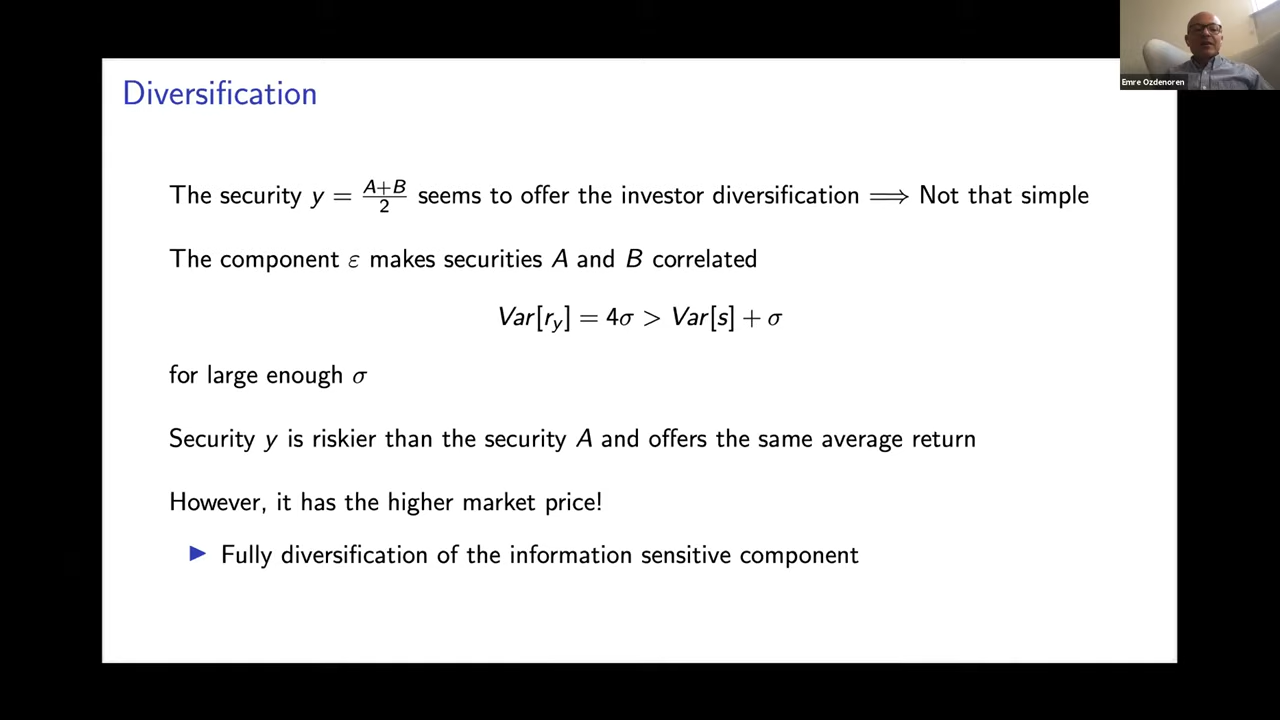 Emre Ozdenoren
Diversification
The security y = A+B/2 seems to offer the investor diversification ⟹ Not that simple
The component ε makes securities A and B correlated
Var[r_y] = 4σ > Var[s] + σ
for large enough σ
Security y is riskier than the security A and offers the same average return
However, it has the higher market price!
▶ Fully diversification of the information sensitive component